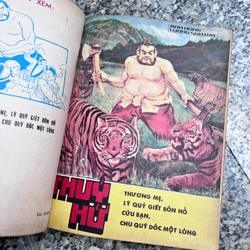 XEM:
MẸ, LÝ QUỲ GIẾT BỐN HỔ
CHU QUÝ DỐC MỘT LÒNG
THỦY
HỬ
THƯƠNG MẸ,
LÝ QUỲ GIẾT BỐN HỔ
CỨU BẠN,
CHU QUÝ DỐC MỘT LÒNG